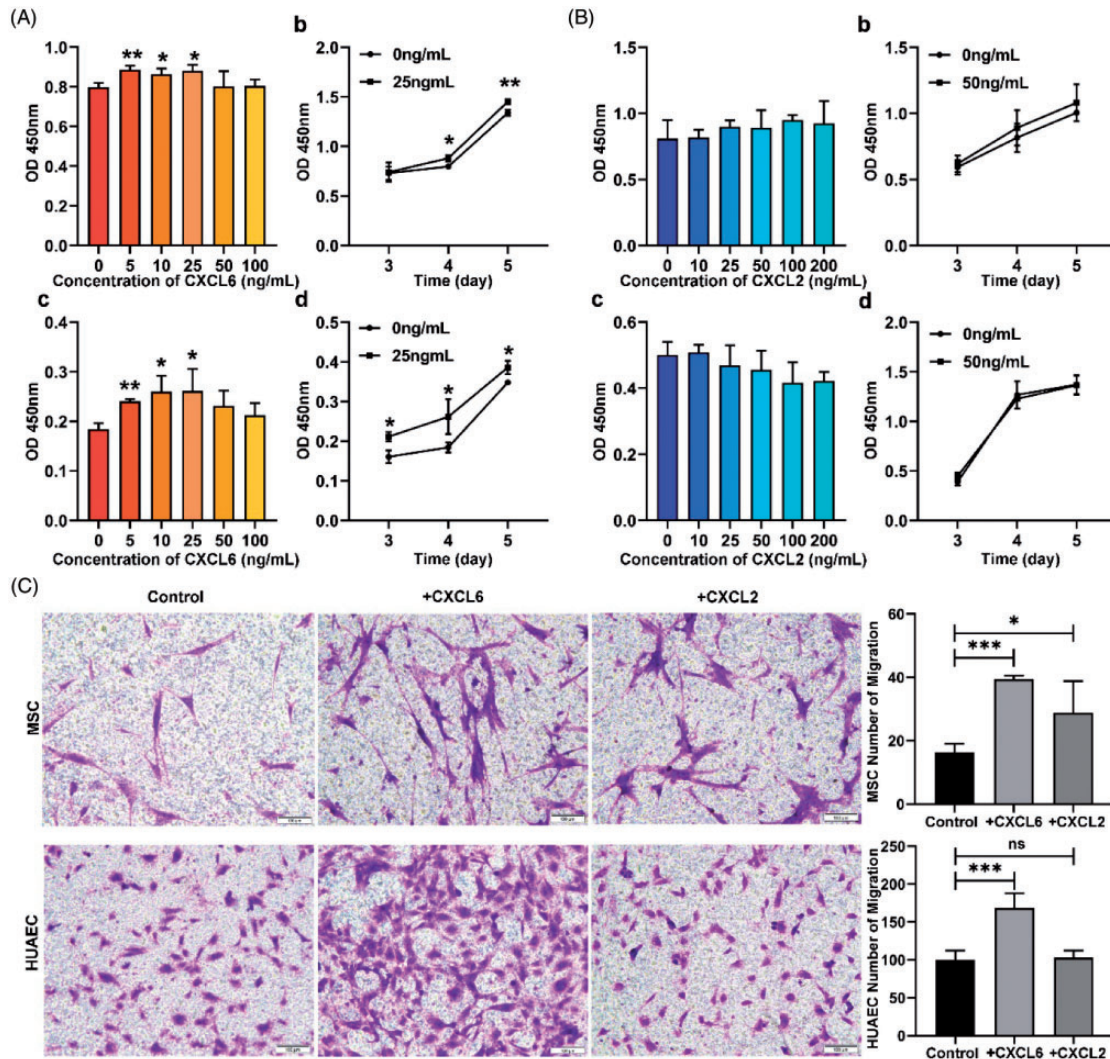 (A)
b
(B)
b
1.0
0.8
0.6
0.4
0.2
0.0
OD 450nm
**
*
*
0 5 10 25 50 100
Concentration of CXCL6 (ng/mL)
2.0
1.5
1.0
0.5
0.0
OD 450nm
0ng/mL
25ngmL
*
**
3 4 5
Time (day)
1.5
1.0
0.5
0.0
OD 450nm
0 10 25 50 100 200
Concentration of CXCL2 (ng/mL)
1.5
1.0
0.5
0.0
OD 450nm
0ng/mL
50ng/mL
3 4 5
Time (day)
c
0.4
0.3
0.2
0.1
0.0
OD 450nm
**
*
*
0 5 10 25 50 100
Concentration of CXCL6 (ng/mL)
d
0.5
0.4
0.3
0.2
0.1
0.0
OD 450nm
0ng/mL
25ngmL
*
*
*
3 4 5
Time (day)
c
0.6
0.4
0.2
0.0
OD 450nm
0 10 25 50 100 200
Concentration of CXCL2 (ng/mL)
d
2.0
1.5
1.0
0.5
0.0
OD 450nm
0ng/mL
50ng/mL
3 4 5
Time (day)
(C)
Control
+CXCL6
+CXCL2
MSC
60
40
20
0
MSC Number of Migration
*
***
Control +CXCL6 +CXCL2
HUAEC
250
200
150
100
50
0
HUAEC Number of Migration
ns
***
Control +CXCL6 +CXCL2